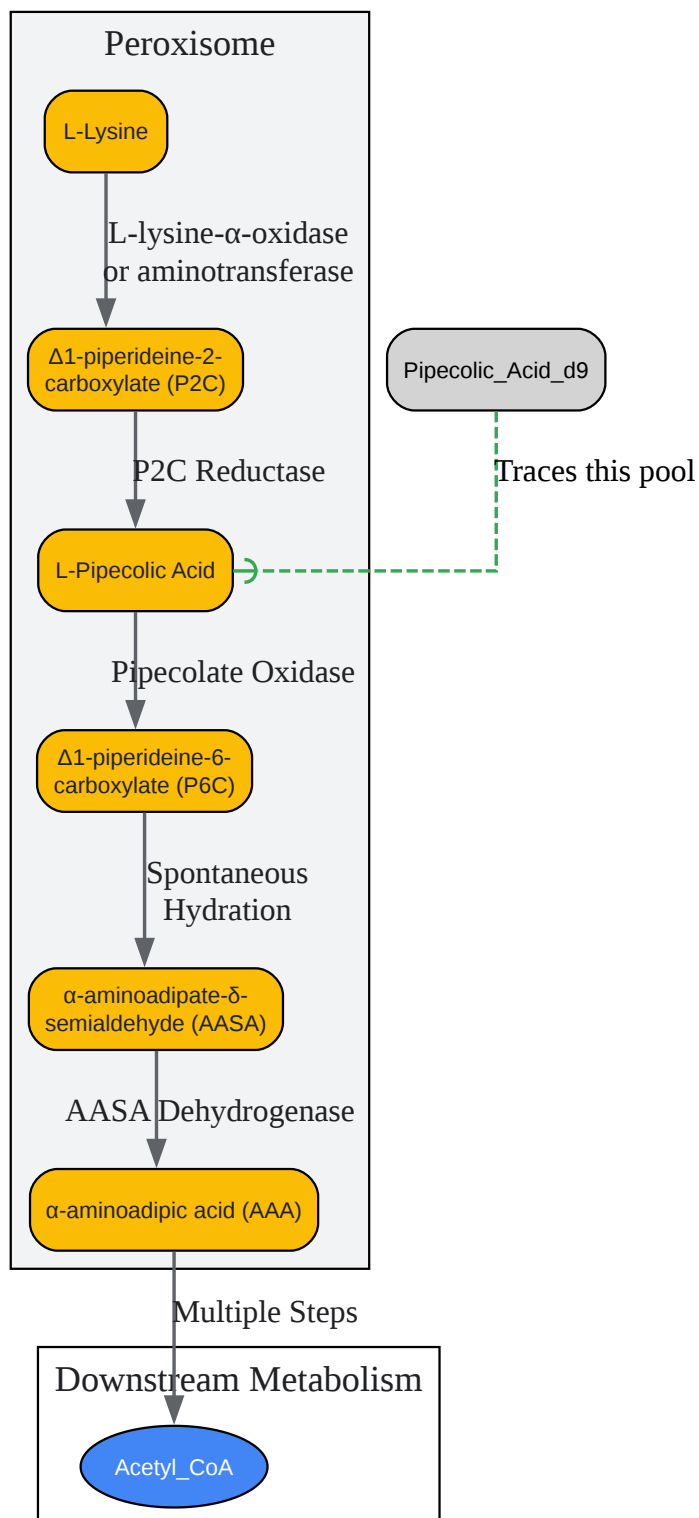 Peroxisome
L-Lysine
L-lysine-α-oxidase
or aminotransferase
Δ1-piperideine-2-
carboxylate (P2C)
Pipecolic_Acid_d9
P2C Reductase
Traces this pool
L-Pipecolic Acid
Pipecolate Oxidase
Δ1-piperideine-6-
carboxylate (P6C)
Spontaneous
Hydration
α-aminoadipate-δ-
semialdehyde (AASA)
AASA Dehydrogenase
α-aminoadipic acid (AAA)
Multiple Steps
Downstream Metabolism
Acetyl_CoA